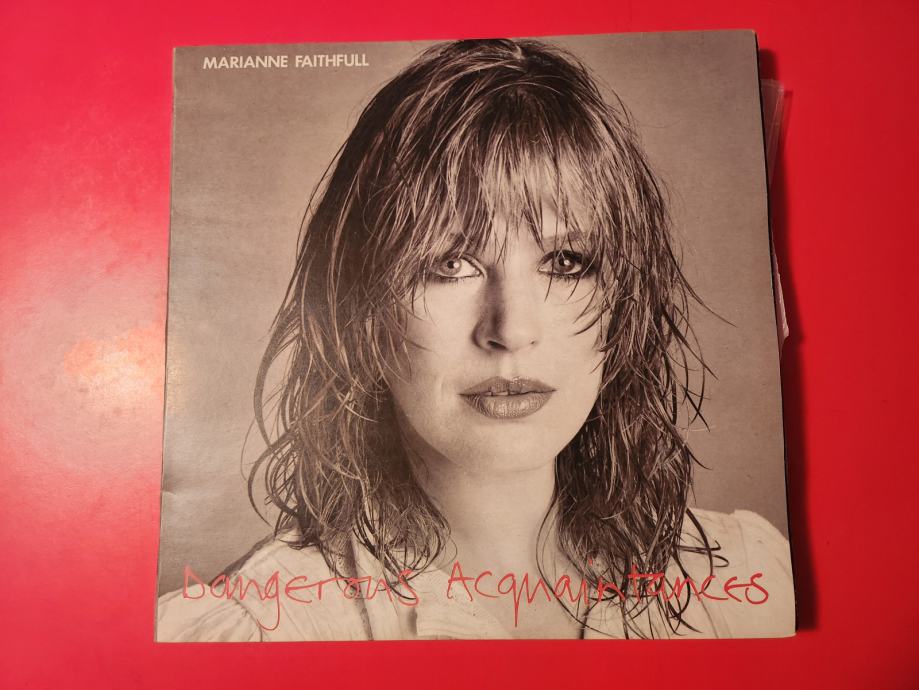 MARIANNE FAITHFULL
Dangerous Acquaintances